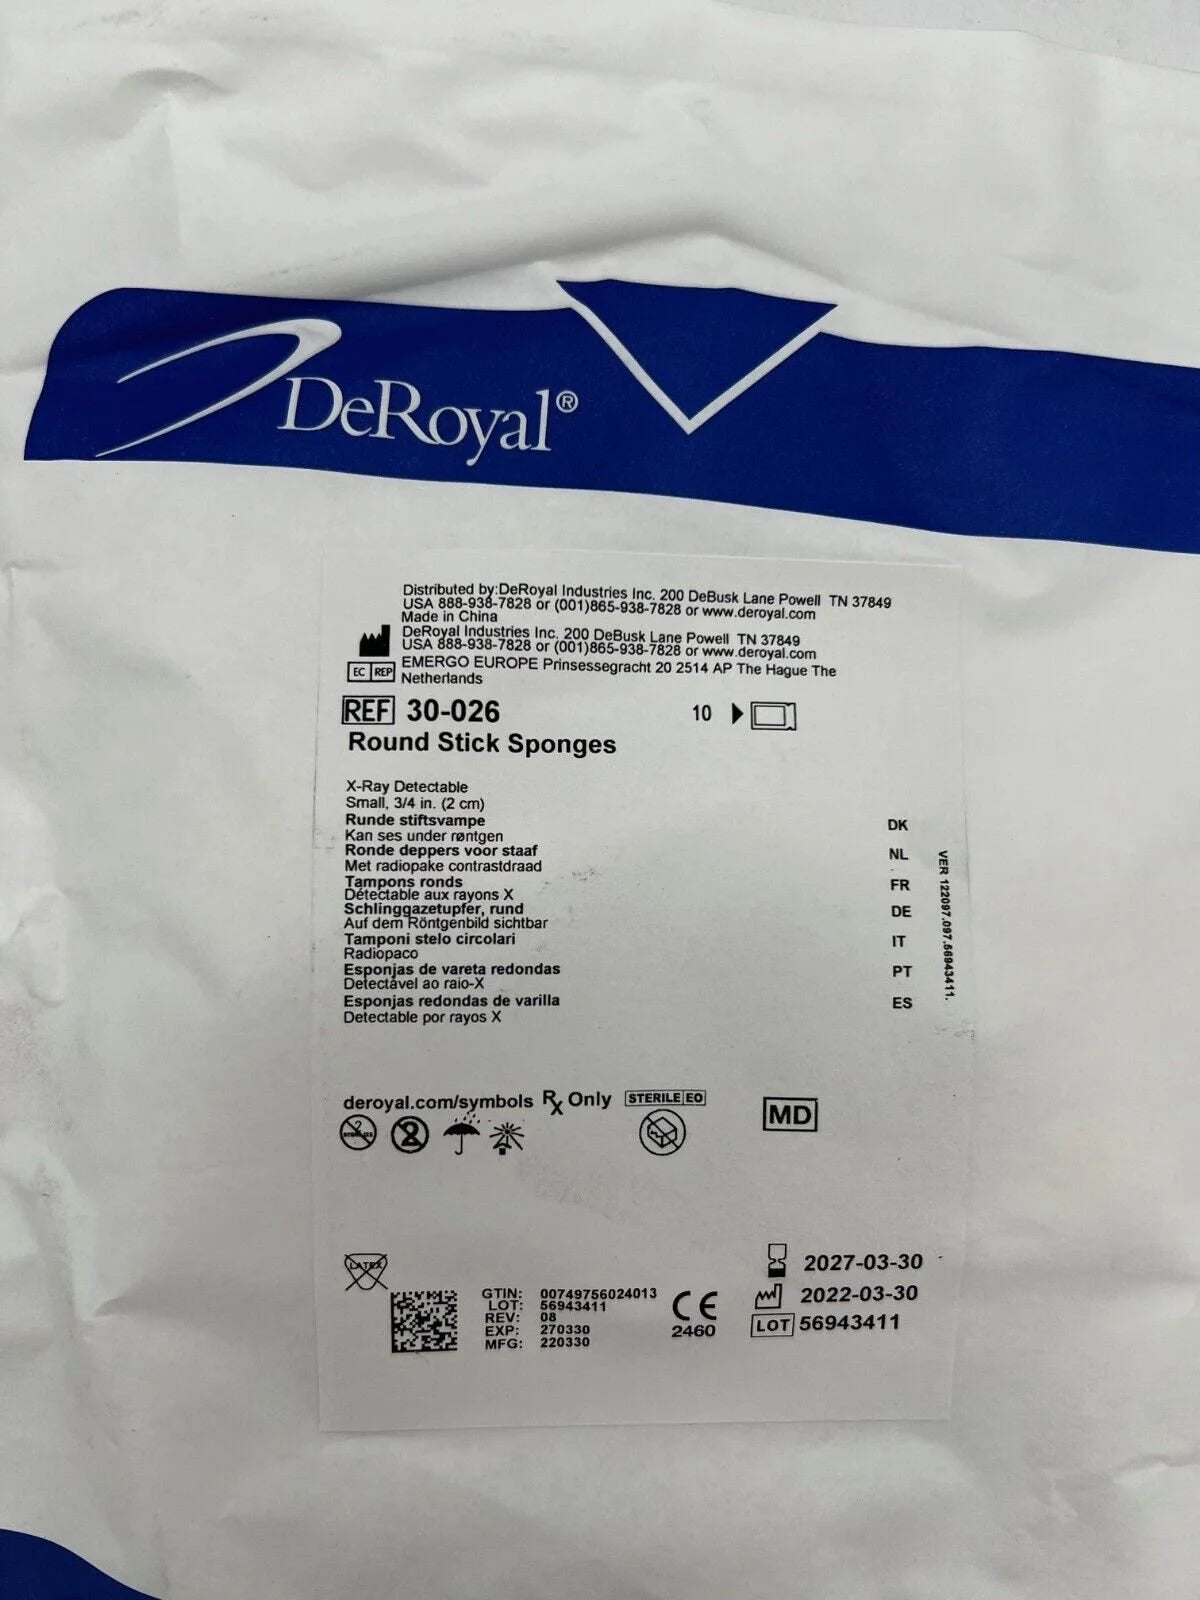 DeRoyal®
Distributed by:DeRoyal Industries Inc. 200 DeBusk Lane Powell TN 37849
USA 888-938-7828 or (001)865-938-7828 or www.deroyal.com
Made in China
DeRoyal Industries Inc. 200 DeBusk Lane Powell TN 37849
USA 888-938-7828 or (001)865-938-7828 or www.deroyal.com
EC REP EMERGO EUROPE Prinsessegracht 20 2514 AP The Hague The
Netherlands
REF 30-026 10
Round Stick Sponges
X-Ray Detectable
Small, 3/4 in. (2 cm)
Runde stiftsvampe DK
Kan ses under røntgen
Ronde deppers voor staaf NL
Met radiopake contrastdraad
Tampons ronds FR
Détectable aux rayons X
Schlinggazetupfer, rund DE
Auf dem Röntgenbild sichtbar
Tamponi stelo circolari IT
Radiopaco
Esponjas de vareta redondas PT
Detectável ao raio-X
Esponjas redondas de varilla ES
Detectable por rayos X
VER 122097.097.56943411.
deroyal.com/symbols Rx Only STERILE EO
2 STERILIZE 2
MD
LATEX
2027-03-30
2022-03-30
LOT 56943411
GTIN: 00749756024013
LOT: 56943411
REV: 08
EXP: 270330
MFG: 220330
CE
2460